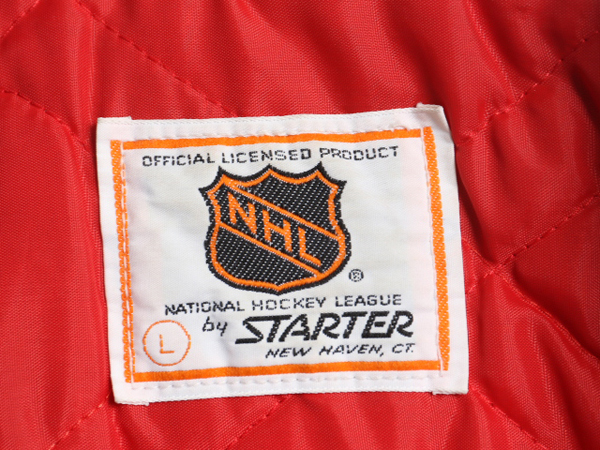 OFFICIAL LICENSED PRODUCT
NHL
®
NATIONAL HOCKEY LEAGUE
by STARTER
L
NEW HAVEN, CT.